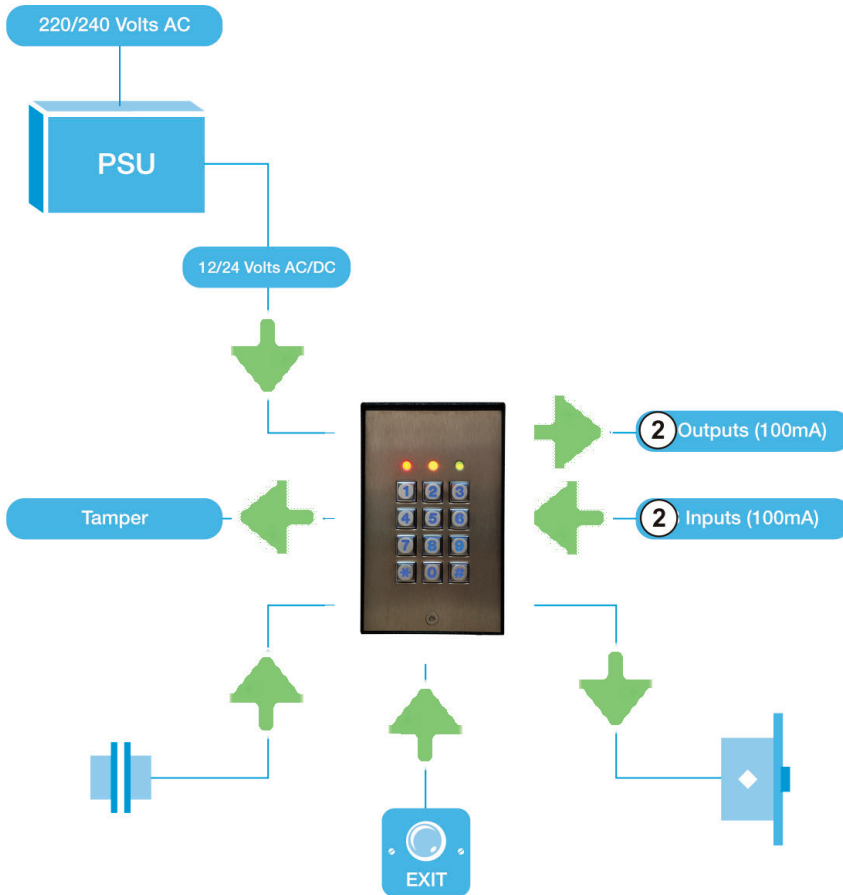 220/240 Volts AC
PSU
12/24 Volts AC/DC
2 Outputs (100mA)
Tamper
2 Inputs (100mA)
1 2 3
4 5 6
7 8 9
* 0 #
EXIT